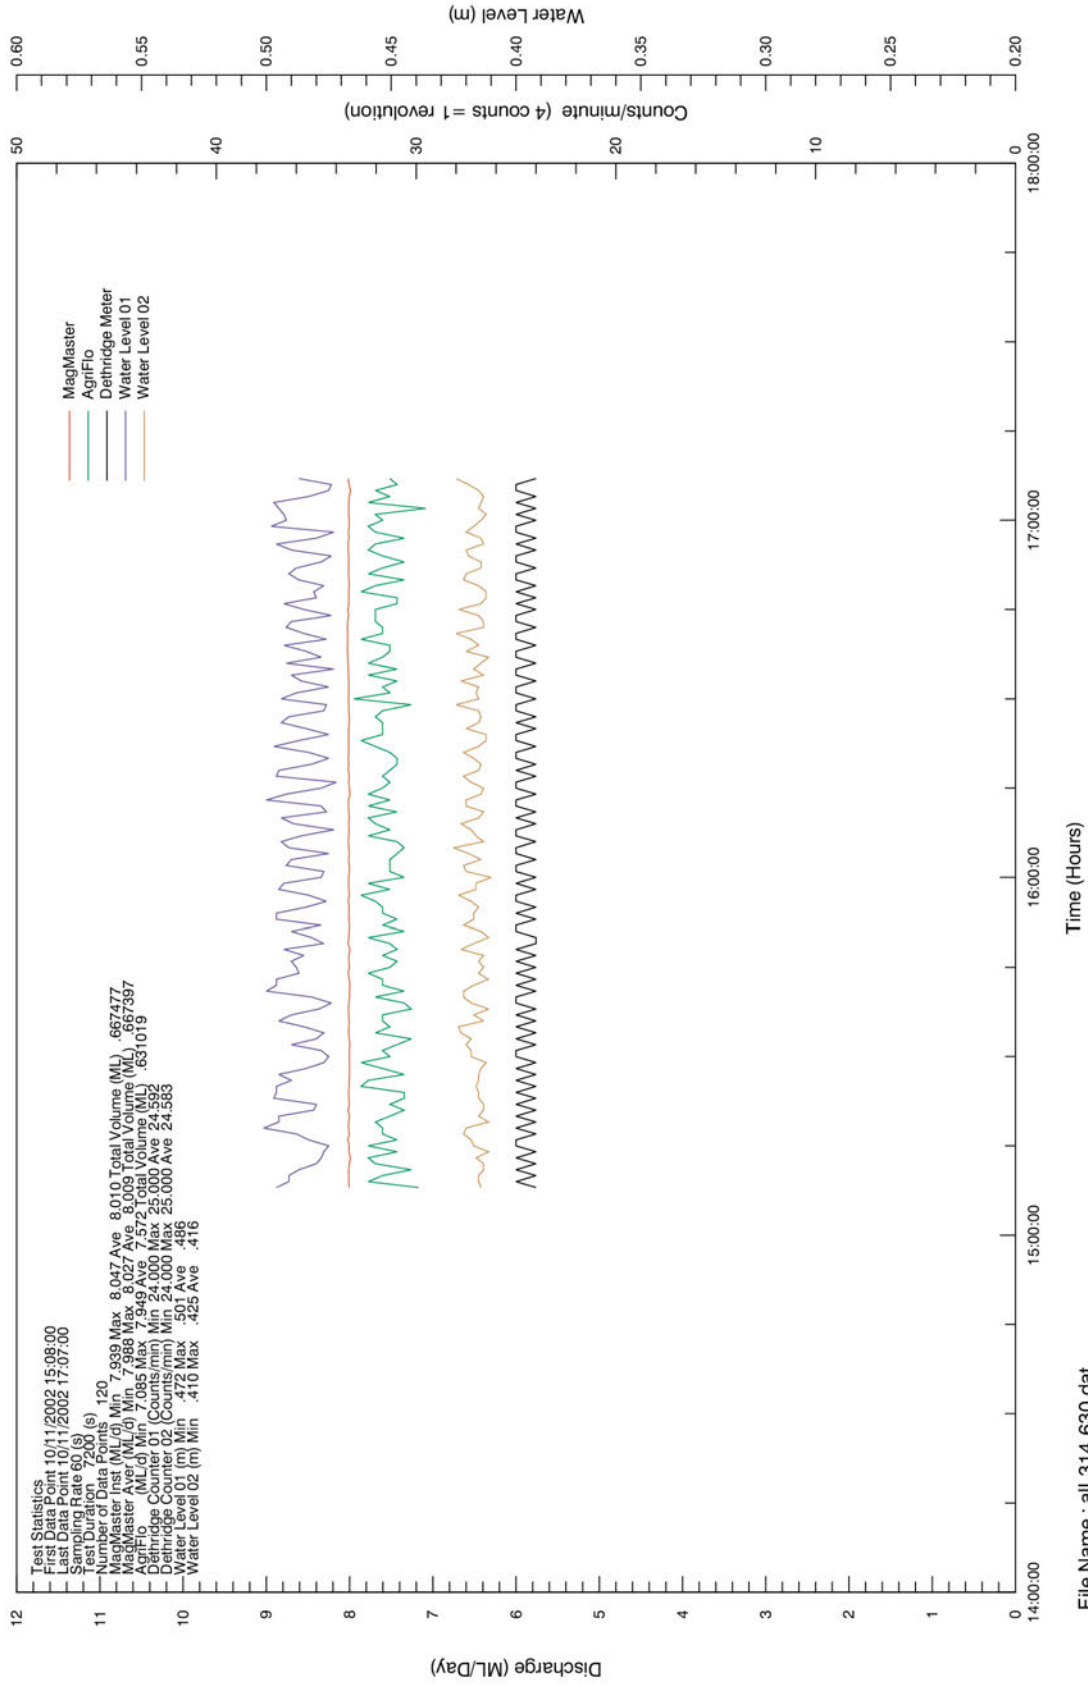 Test Statistics
First Data Point 10/11/2002 15:08:00
Last Data Point 10/11/2002 17:07:00
Sampling Rate 60 (s)
Test Duration 7200 (s)
Number of Data Points 120
MagMaster Inst (ML/d) Min 7.939 Max 8.047 Ave 8.010 Total Volume (ML) .667477
MagMaster Aver (ML/d) Min 7.988 Max 8.027 Ave 8.009 Total Volume (ML) .667397
AgriFlo (ML/d) Min 7.085 Max 7.949 Ave 7.572 Total Volume (ML) .631019
Dethridge Counter 01 (Counts/min) Min 24.000 Max 25.000 Ave 24.592
Dethridge Counter 02 (Counts/min) Min 24.000 Max 25.000 Ave 24.583
Water Level 01 (m) Min .472 Max .501 Ave .486
Water Level 02 (m) Min .410 Max .425 Ave .416
MagMaster
AgriFlo
Dethridge Meter
Water Level 01
Water Level 02
Discharge (ML/Day)
12
11
10
9
8
7
6
5
4
3
2
1
0
14:00:00
15:00:00
16:00:00
17:00:00
18:00:00
Time (Hours)
50
40
30
20
10
0
Counts/minute (4 counts = 1 revolution)
0.60
0.55
0.50
0.45
0.40
0.35
0.30
0.25
0.20
Water Level (m)
File Name : all 314 630.dat